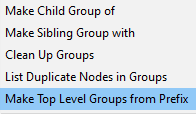 Make Child Group of
Make Sibling Group with
Clean Up Groups
List Duplicate Nodes in Groups
Make Top Level Groups from Prefix